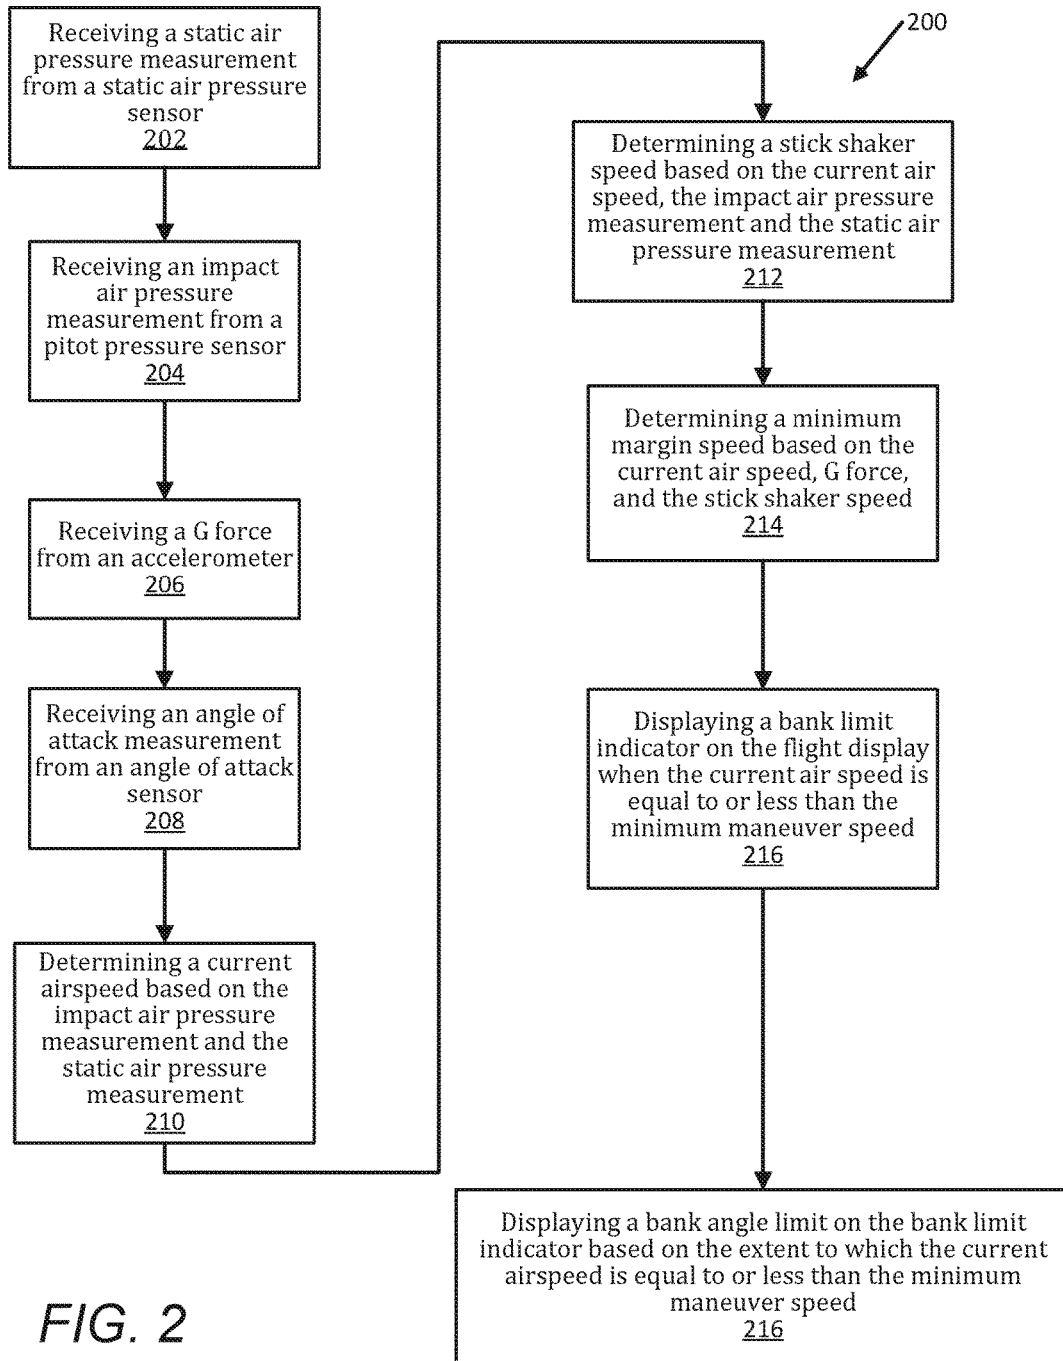 Receiving a static air
pressure measurement
from a static air pressure
sensor
202
Receiving an impact
air pressure
measurement from a
pitot pressure sensor
204
Receiving a G force
from an accelerometer
206
Receiving an angle of
attack measurement
from an angle of attack
sensor
208
Determining a current
airspeed based on the
impact air pressure
measurement and the
static air pressure
measurement
210
200
Determining a stick shaker
speed based on the current air
speed, the impact air pressure
measurement and the static air
pressure measurement
212
Determining a minimum
margin speed based on the
current air speed, G force,
and the stick shaker speed
214
Displaying a bank limit
indicator on the flight display
when the current air speed is
equal to or less than the
minimum maneuver speed
216
Displaying a bank angle limit on the bank limit
indicator based on the extent to which the current
airspeed is equal to or less than the minimum
maneuver speed
216
FIG. 2